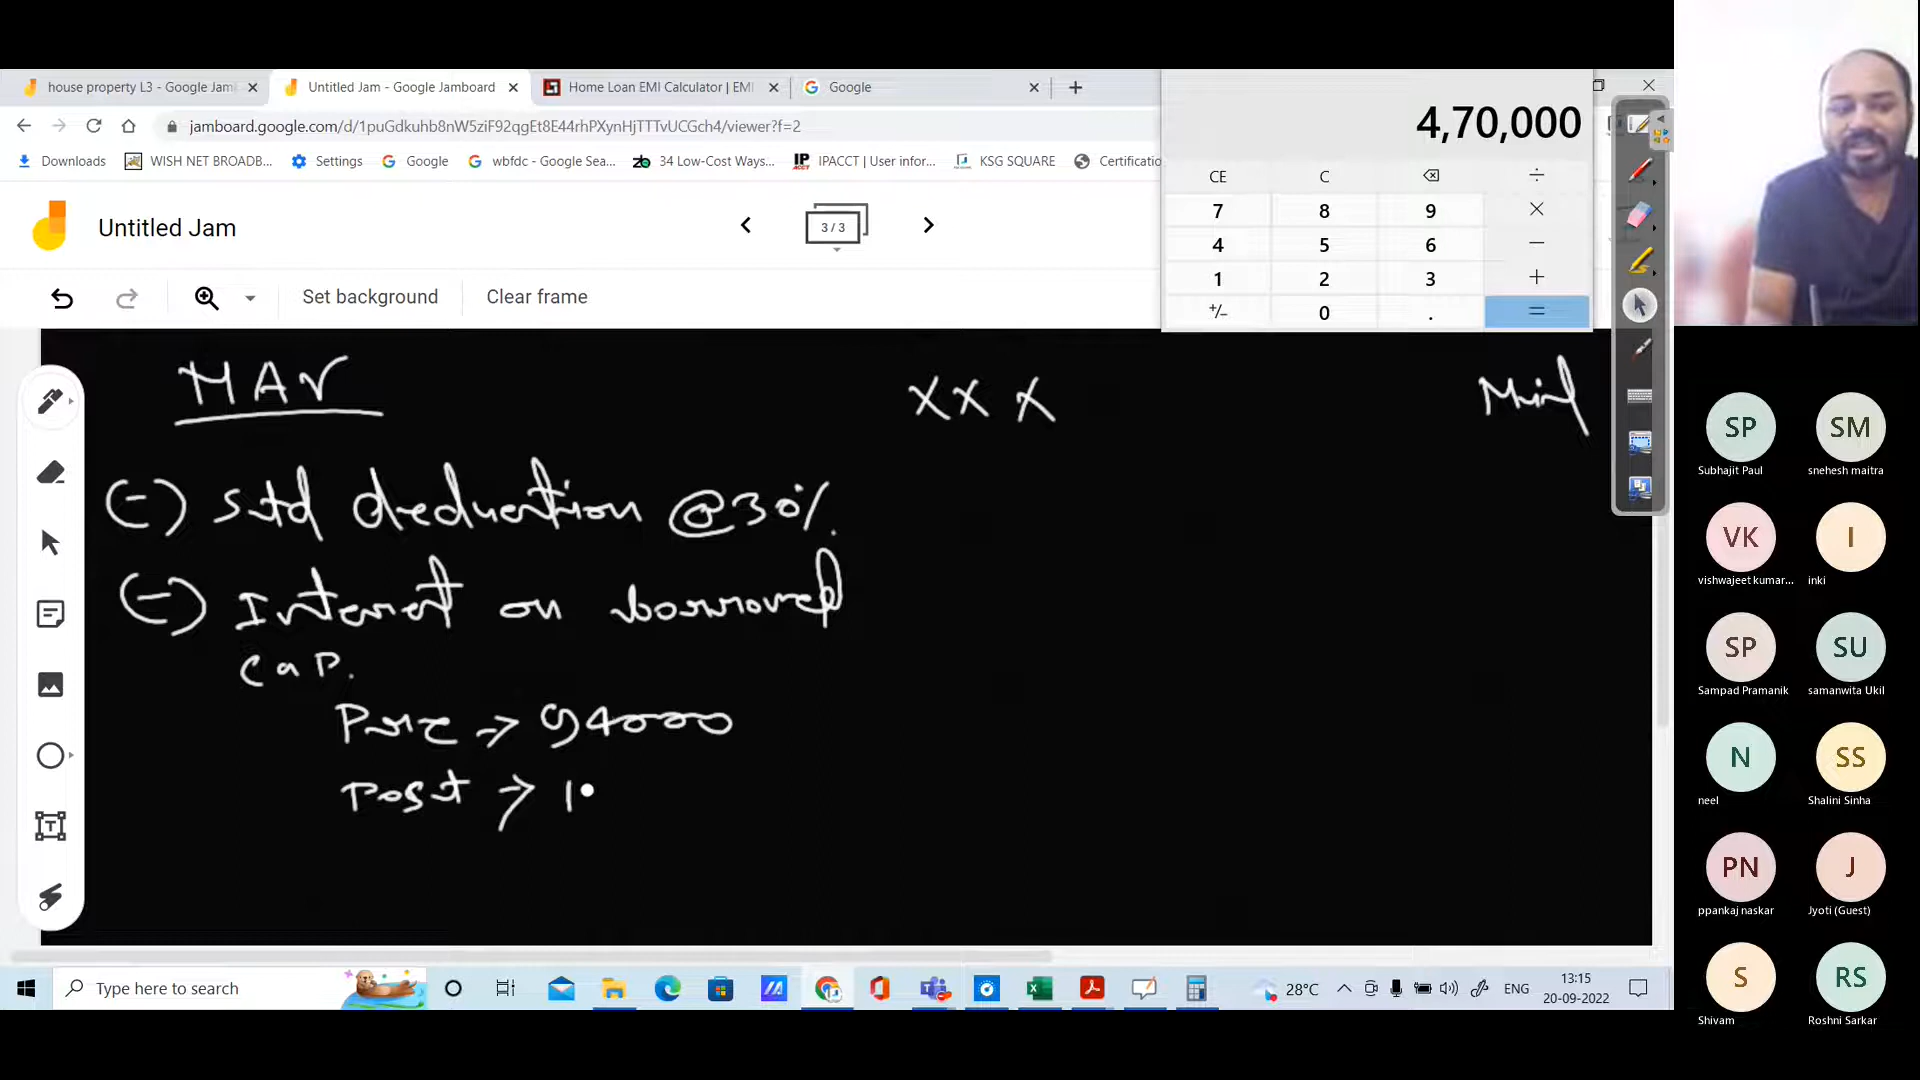 house property L3 - Google Jam
Untitled Jam - Google Jamboard
Home Loan EMI Calculator | EMI
Google
jamboard.google.com/d/1puGdkuhb8nW5ziF92qgEt8E44rhPXynHjTTTvUCGch4/viewer?f=2
Downloads
WISH NET BROADB...
Settings
Google
wbfdc - Google Sea...
34 Low-Cost Ways...
IPACCT | User infor...
KSG SQUARE
Certificatio
4,70,000
CE C
7 8 9 ×
4 5 6 −
1 2 3 +
+/− 0 . =
Untitled Jam
3 / 3
Set background
Clear frame
XXX
(-) Std deduction @30%.
(-) Interest on borrowed
cap.
Pre → 94000
Post →
Type here to search
28°C
ENG
13:15
20-09-2022
SP
Subhajit Paul
SM
snehesh maitra
VK
vishwajeet kumar...
I
inki
SP
Sampad Pramanik
SU
samanwita Ukil
N
neel
SS
Shalini Sinha
PN
ppankaj naskar
J
Jyoti (Guest)
S
Shivam
RS
Roshni Sarkar